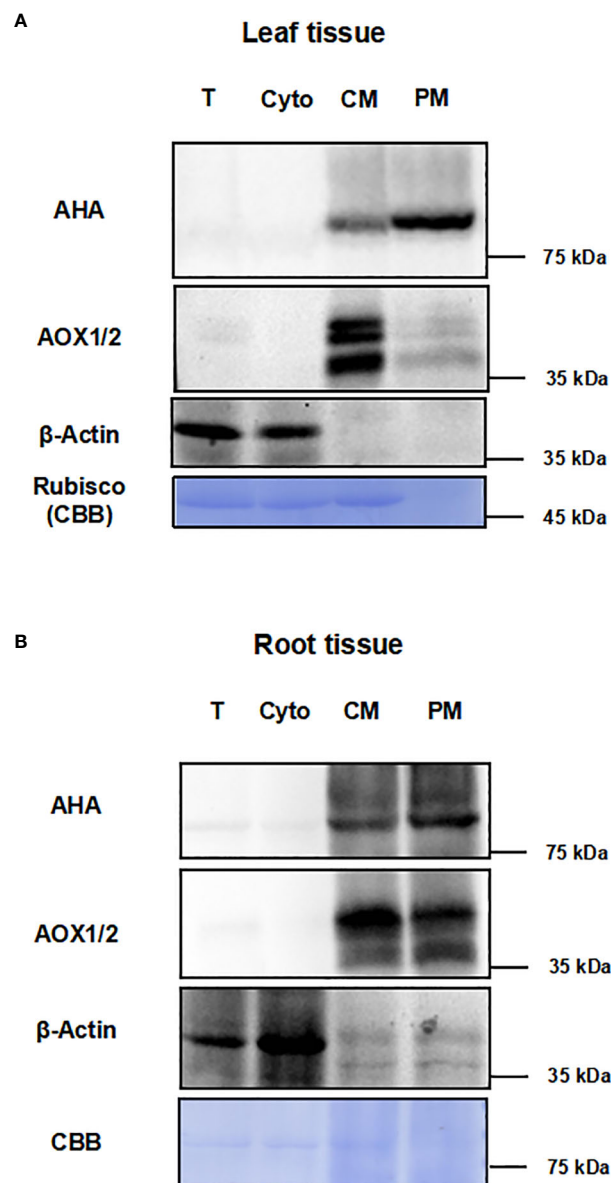 A
Leaf tissue
T Cyto CM PM
AHA
75 kDa
AOX1/2
35 kDa
β-Actin
35 kDa
Rubisco
(CBB)
45 kDa
B
Root tissue
T Cyto CM PM
AHA
75 kDa
AOX1/2
35 kDa
β-Actin
35 kDa
CBB
75 kDa